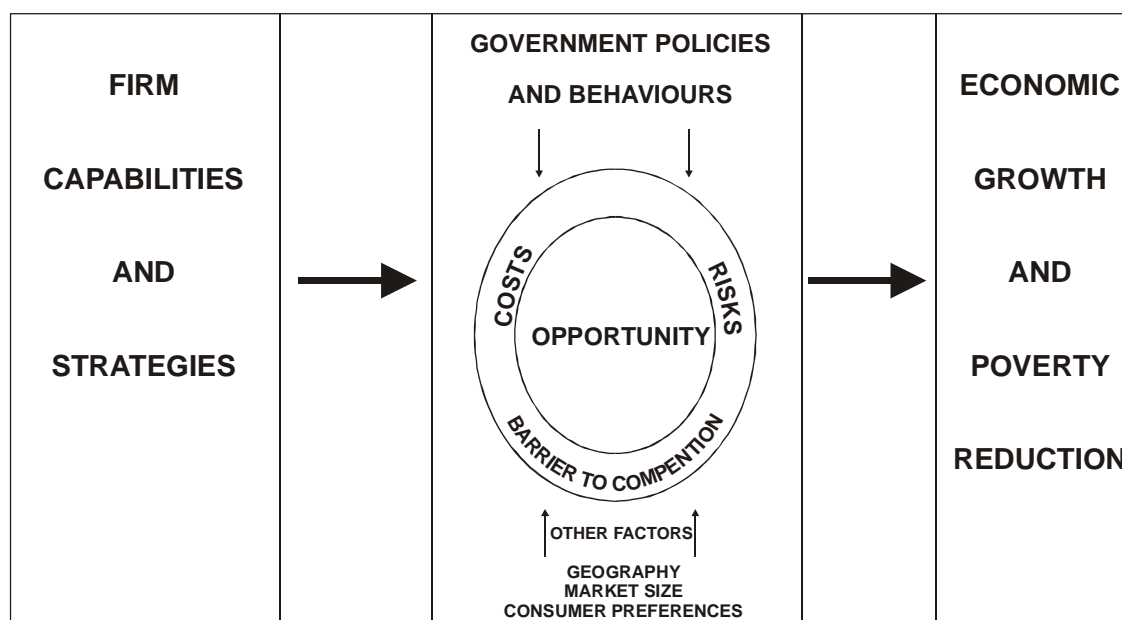 FIRM
CAPABILITIES
AND
STRATEGIES
GOVERNMENT POLICIES
AND BEHAVIOURS
COSTS
RISKS
OPPORTUNITY
BARRIER TO COMPENTION
OTHER FACTORS
GEOGRAPHY
MARKET SIZE
CONSUMER PREFERENCES
ECONOMIC
GROWTH
AND
POVERTY
REDUCTION